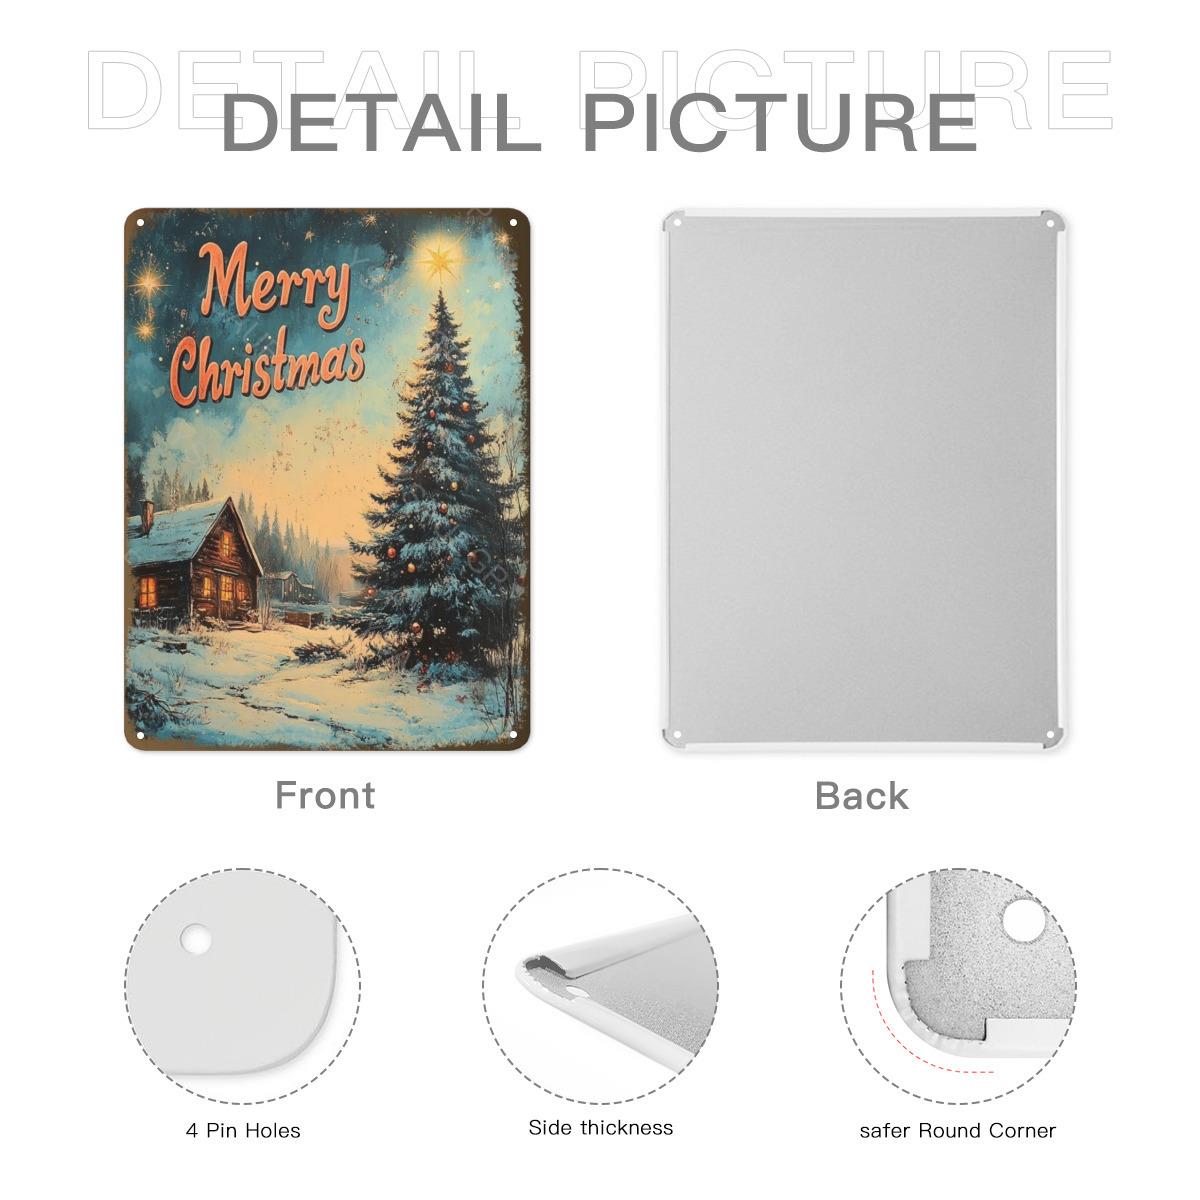 DETAIL PICTURE
DETAIL PICTURE
Merry
Christmas
Front
Back
4 Pin Holes
Side thickness
safer Round Corner